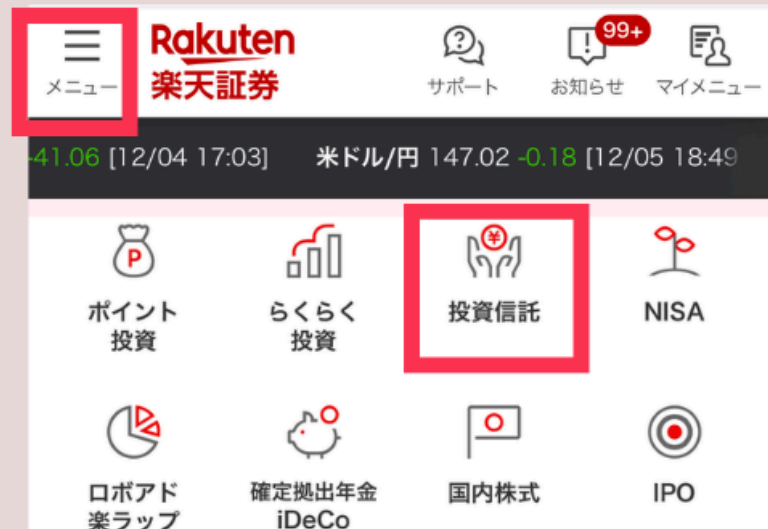 Rakuten
楽天証券
99+
メニュー
サポート
お知らせ
マイメニュー
-41.06 [12/04 17:03] 米ドル/円 147.02 -0.18 [12/05 18:49
P
¥
ポイント
投資
らくらく
投資
投資信託
NISA
ロボアド
楽ラップ
確定拠出年金
iDeCo
国内株式
IPO